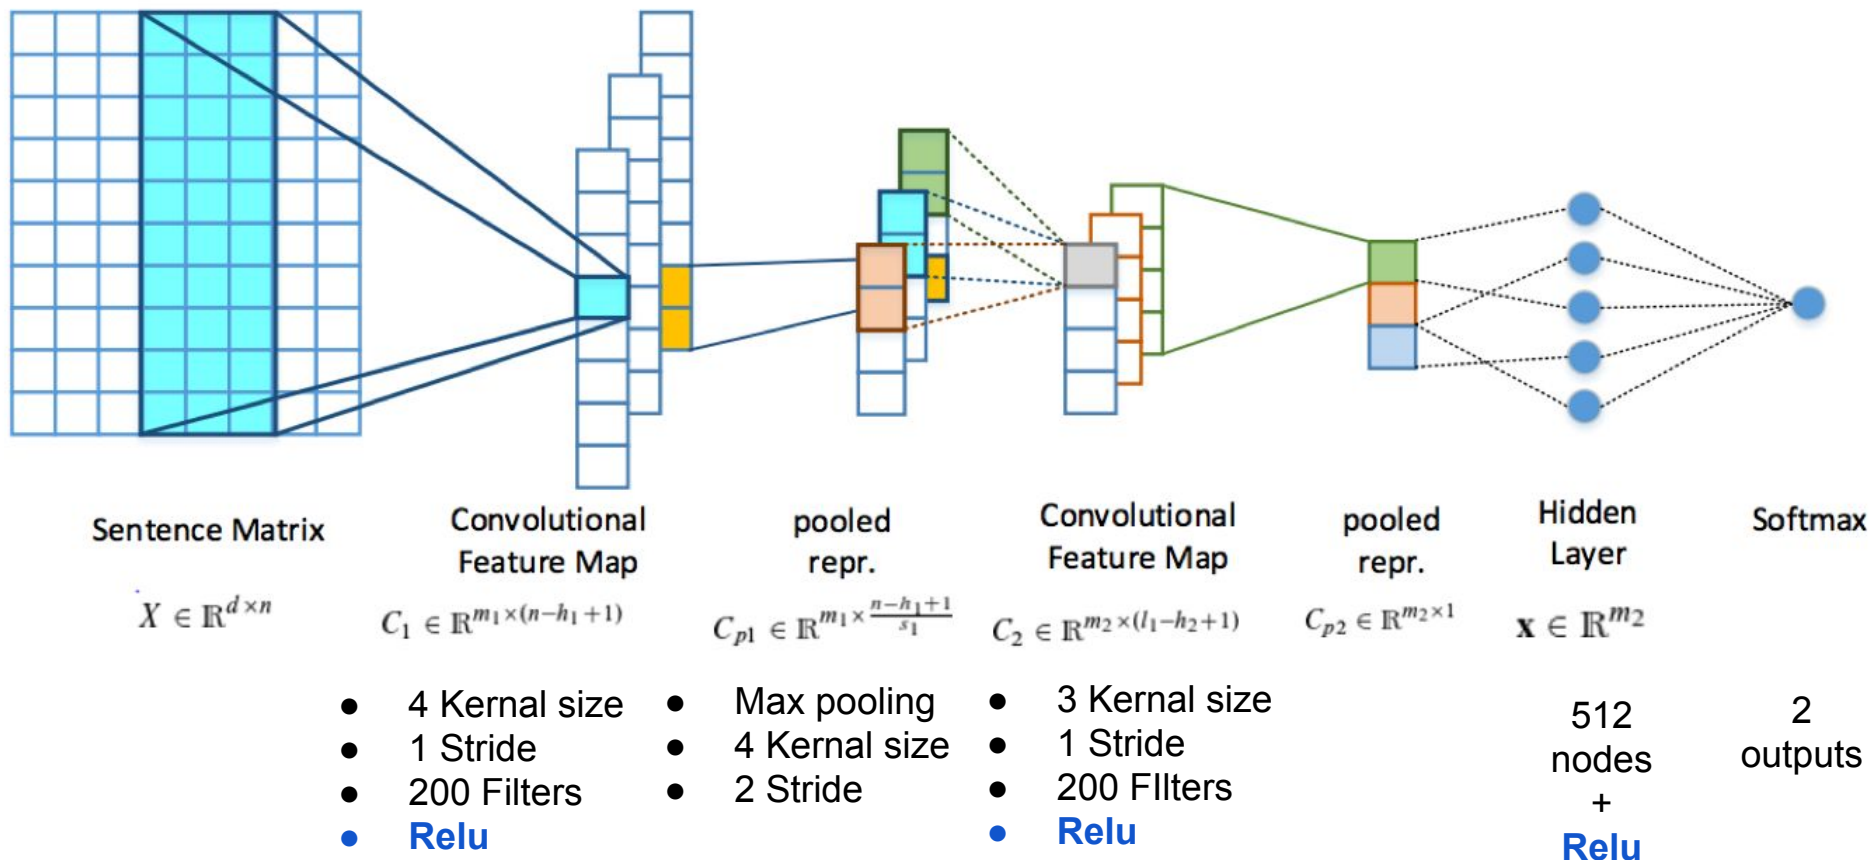 Sentence Matrix
X ∈ ℝ^{d×n}
Convolutional
Feature Map
C₁ ∈ ℝ^{m₁×(n−h₁+1)}
pooled
repr.
C_{p1} ∈ ℝ^{m₁×\frac{n−h₁+1}{s₁}}
Convolutional
Feature Map
C₂ ∈ ℝ^{m₂×(l₁−h₂+1)}
pooled
repr.
C_{p2} ∈ ℝ^{m₂×1}
Hidden
Layer
x ∈ ℝ^{m₂}
Softmax
● 4 Kernal size
● 1 Stride
● 200 Filters
● Relu
● Max pooling
● 4 Kernal size
● 2 Stride
● 3 Kernal size
● 1 Stride
● 200 FIlters
● Relu
512
nodes
+
Relu
2
outputs